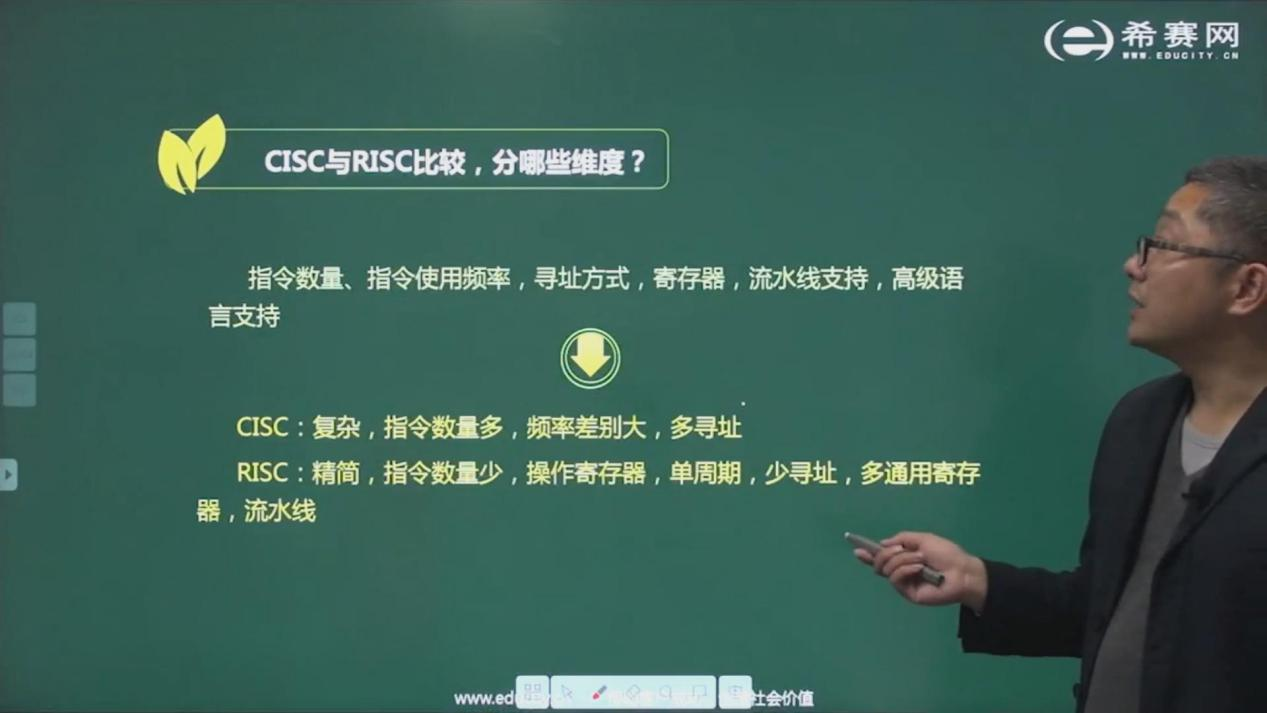 希赛网
WWW.EDUCITY.CN
CISC与RISC比较，分哪些维度？
指令数量、指令使用频率，寻址方式，寄存器，流水线支持，高级语
言支持
CISC：复杂，指令数量多，频率差别大，多寻址
RISC：精简，指令数量少，操作寄存器，单周期，少寻址，多通用寄存
器，流水线
社会价值